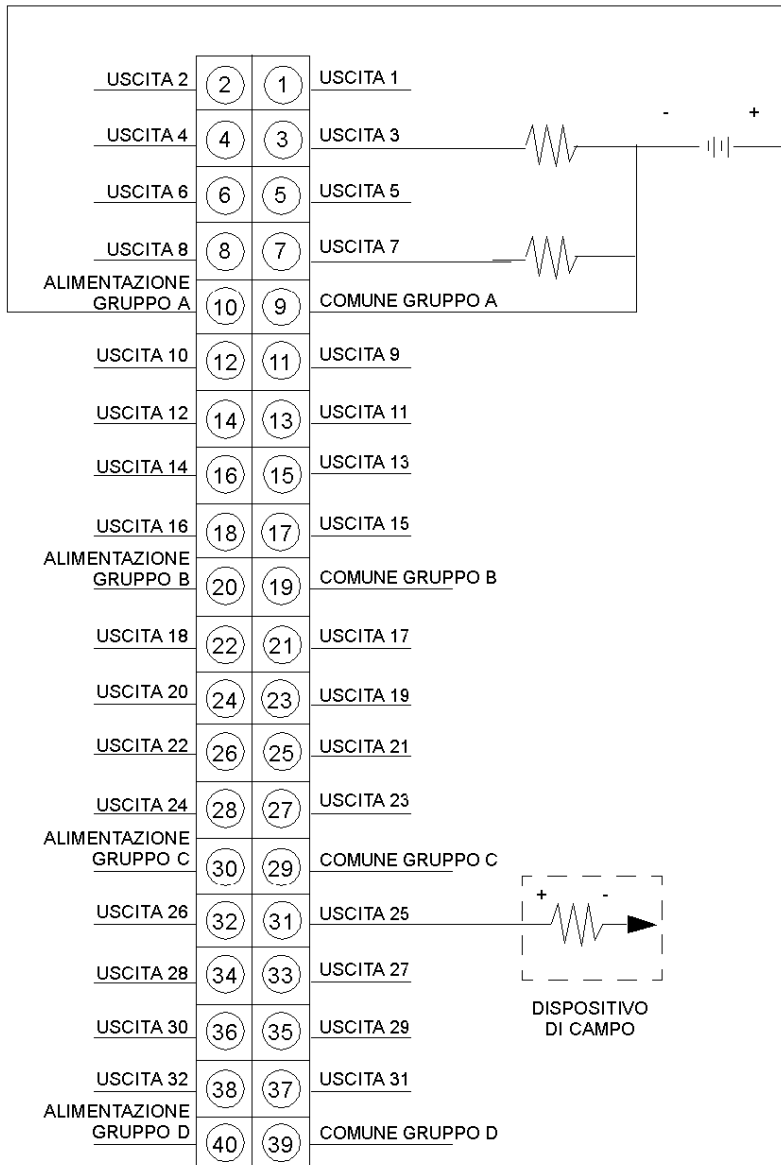 USCITA 2 2 1 USCITA 1
- +
USCITA 4 4 3 USCITA 3
USCITA 6 6 5 USCITA 5
USCITA 8 8 7 USCITA 7
ALIMENTAZIONE
GRUPPO A 10 9 COMUNE GRUPPO A
USCITA 10 12 11 USCITA 9
USCITA 12 14 13 USCITA 11
USCITA 14 16 15 USCITA 13
USCITA 16 18 17 USCITA 15
ALIMENTAZIONE
GRUPPO B 20 19 COMUNE GRUPPO B
USCITA 18 22 21 USCITA 17
USCITA 20 24 23 USCITA 19
USCITA 22 26 25 USCITA 21
USCITA 24 28 27 USCITA 23
ALIMENTAZIONE
GRUPPO C 30 29 COMUNE GRUPPO C
+ -
USCITA 26 32 31 USCITA 25
USCITA 28 34 33 USCITA 27
DISPOSITIVO
DI CAMPO
USCITA 30 36 35 USCITA 29
USCITA 32 38 37 USCITA 31
ALIMENTAZIONE
GRUPPO D 40 39 COMUNE GRUPPO D